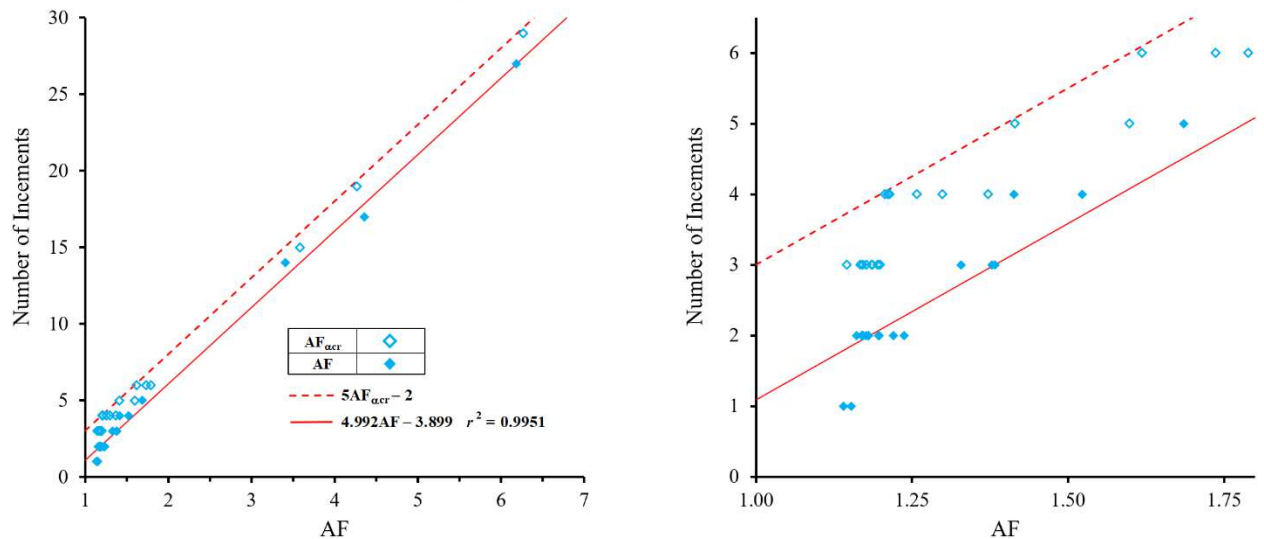 30
25
20
15
10
5
0
Number of Incements
1 2 3 4 5 6 7
AF
AFαcr
AF
5AFαcr – 2
4.992AF – 3.899 r² = 0.9951
6
5
4
3
2
1
0
Number of Incements
1.00 1.25 1.50 1.75
AF